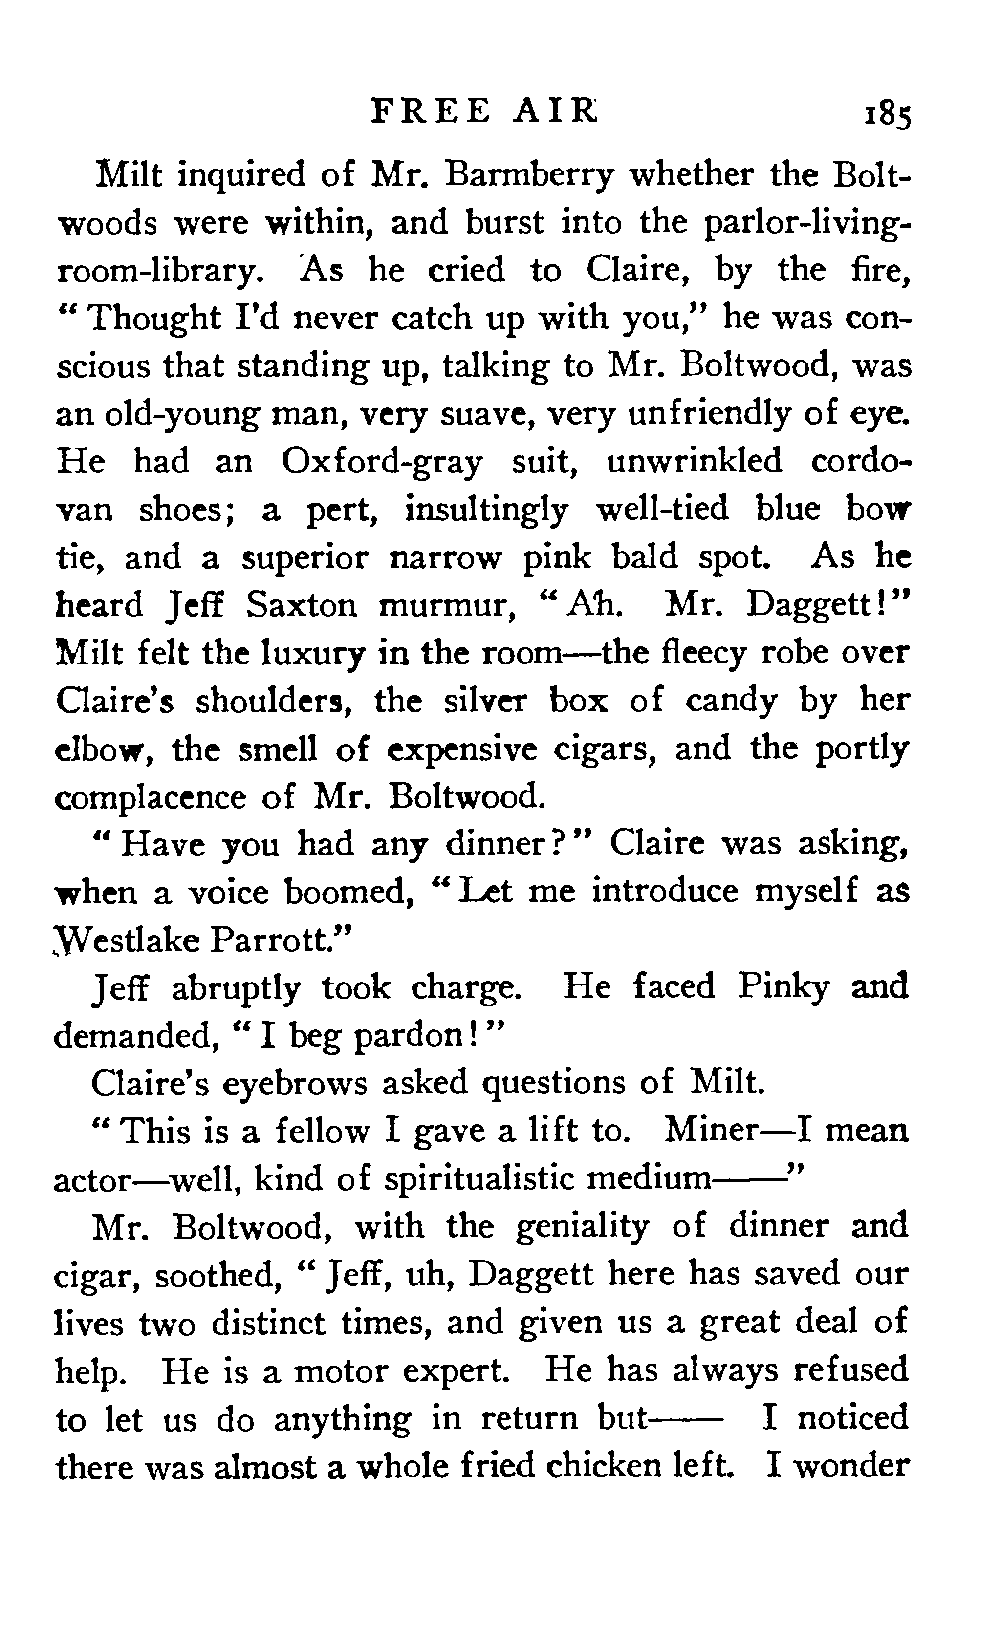 FREE AIR 185
Milt inquired of Mr. Barmberry whether the Bolt-
woods were within, and burst into the parlor-living-
room-library. As he cried to Claire, by the fire,
“Thought I’d never catch up with you,” he was con-
scious that standing up, talking to Mr. Boltwood, was
an old-young man, very suave, very unfriendly of eye.
He had an Oxford-gray suit, unwrinkled cordo-
van shoes; a pert, insultingly well-tied blue bow
tie, and a superior narrow pink bald spot. As he
heard Jeff Saxton murmur, “Ah. Mr. Daggett!”
Milt felt the luxury in the room—the fleecy robe over
Claire’s shoulders, the silver box of candy by her
elbow, the smell of expensive cigars, and the portly
complacence of Mr. Boltwood.
“Have you had any dinner?” Claire was asking,
when a voice boomed, “Let me introduce myself as
Westlake Parrott.”
Jeff abruptly took charge. He faced Pinky and
demanded, “I beg pardon!”
Claire’s eyebrows asked questions of Milt.
“This is a fellow I gave a lift to. Miner—I mean
actor—well, kind of spiritualistic medium——”
Mr. Boltwood, with the geniality of dinner and
cigar, soothed, “Jeff, uh, Daggett here has saved our
lives two distinct times, and given us a great deal of
help. He is a motor expert. He has always refused
to let us do anything in return but—— I noticed
there was almost a whole fried chicken left. I wonder